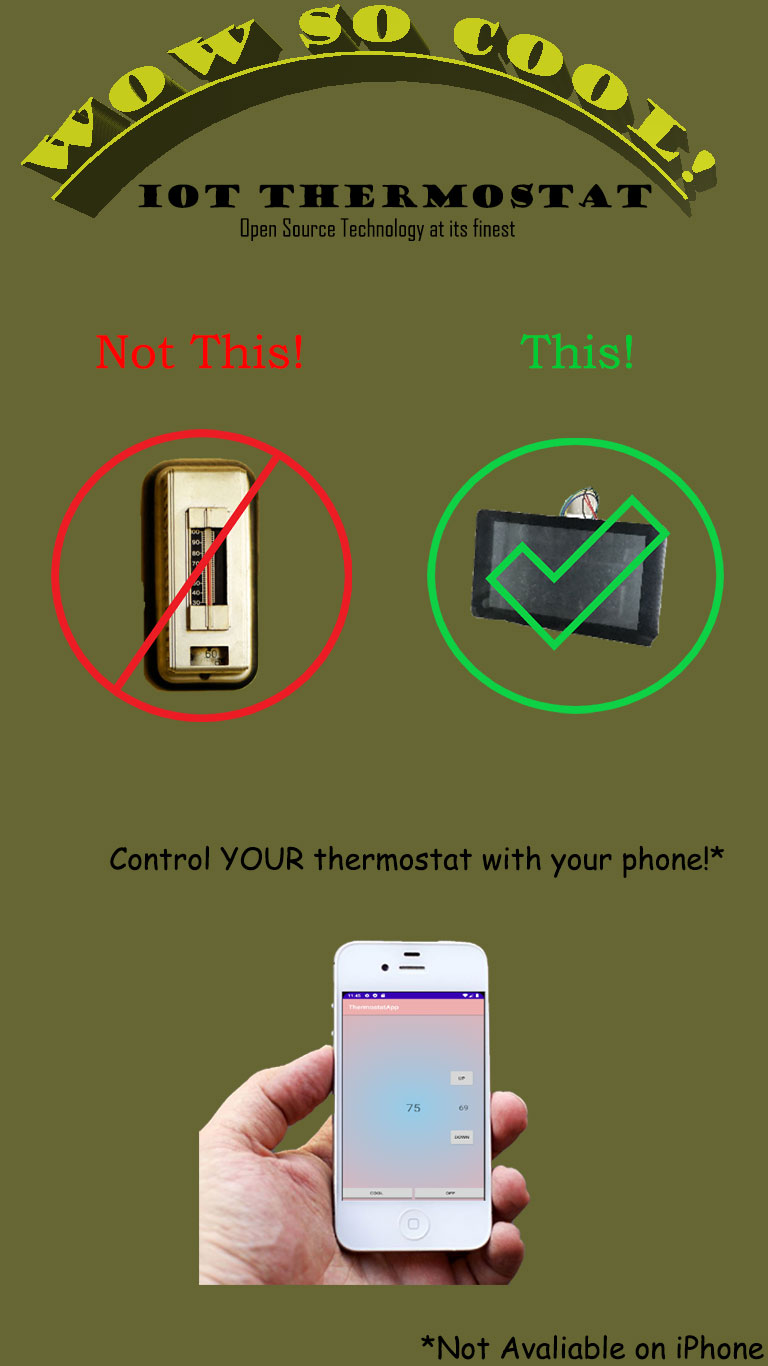 WOW SO COOL!
IOT THERMOSTAT
Open Source Technology at its finest
Not This!
This!
90
80
70
50
40
30
60
Control YOUR thermostat with your phone!*
11:45
ThermostatApp
UP
75
69
DOWN
COOL
OFF
*Not Avaliable on iPhone